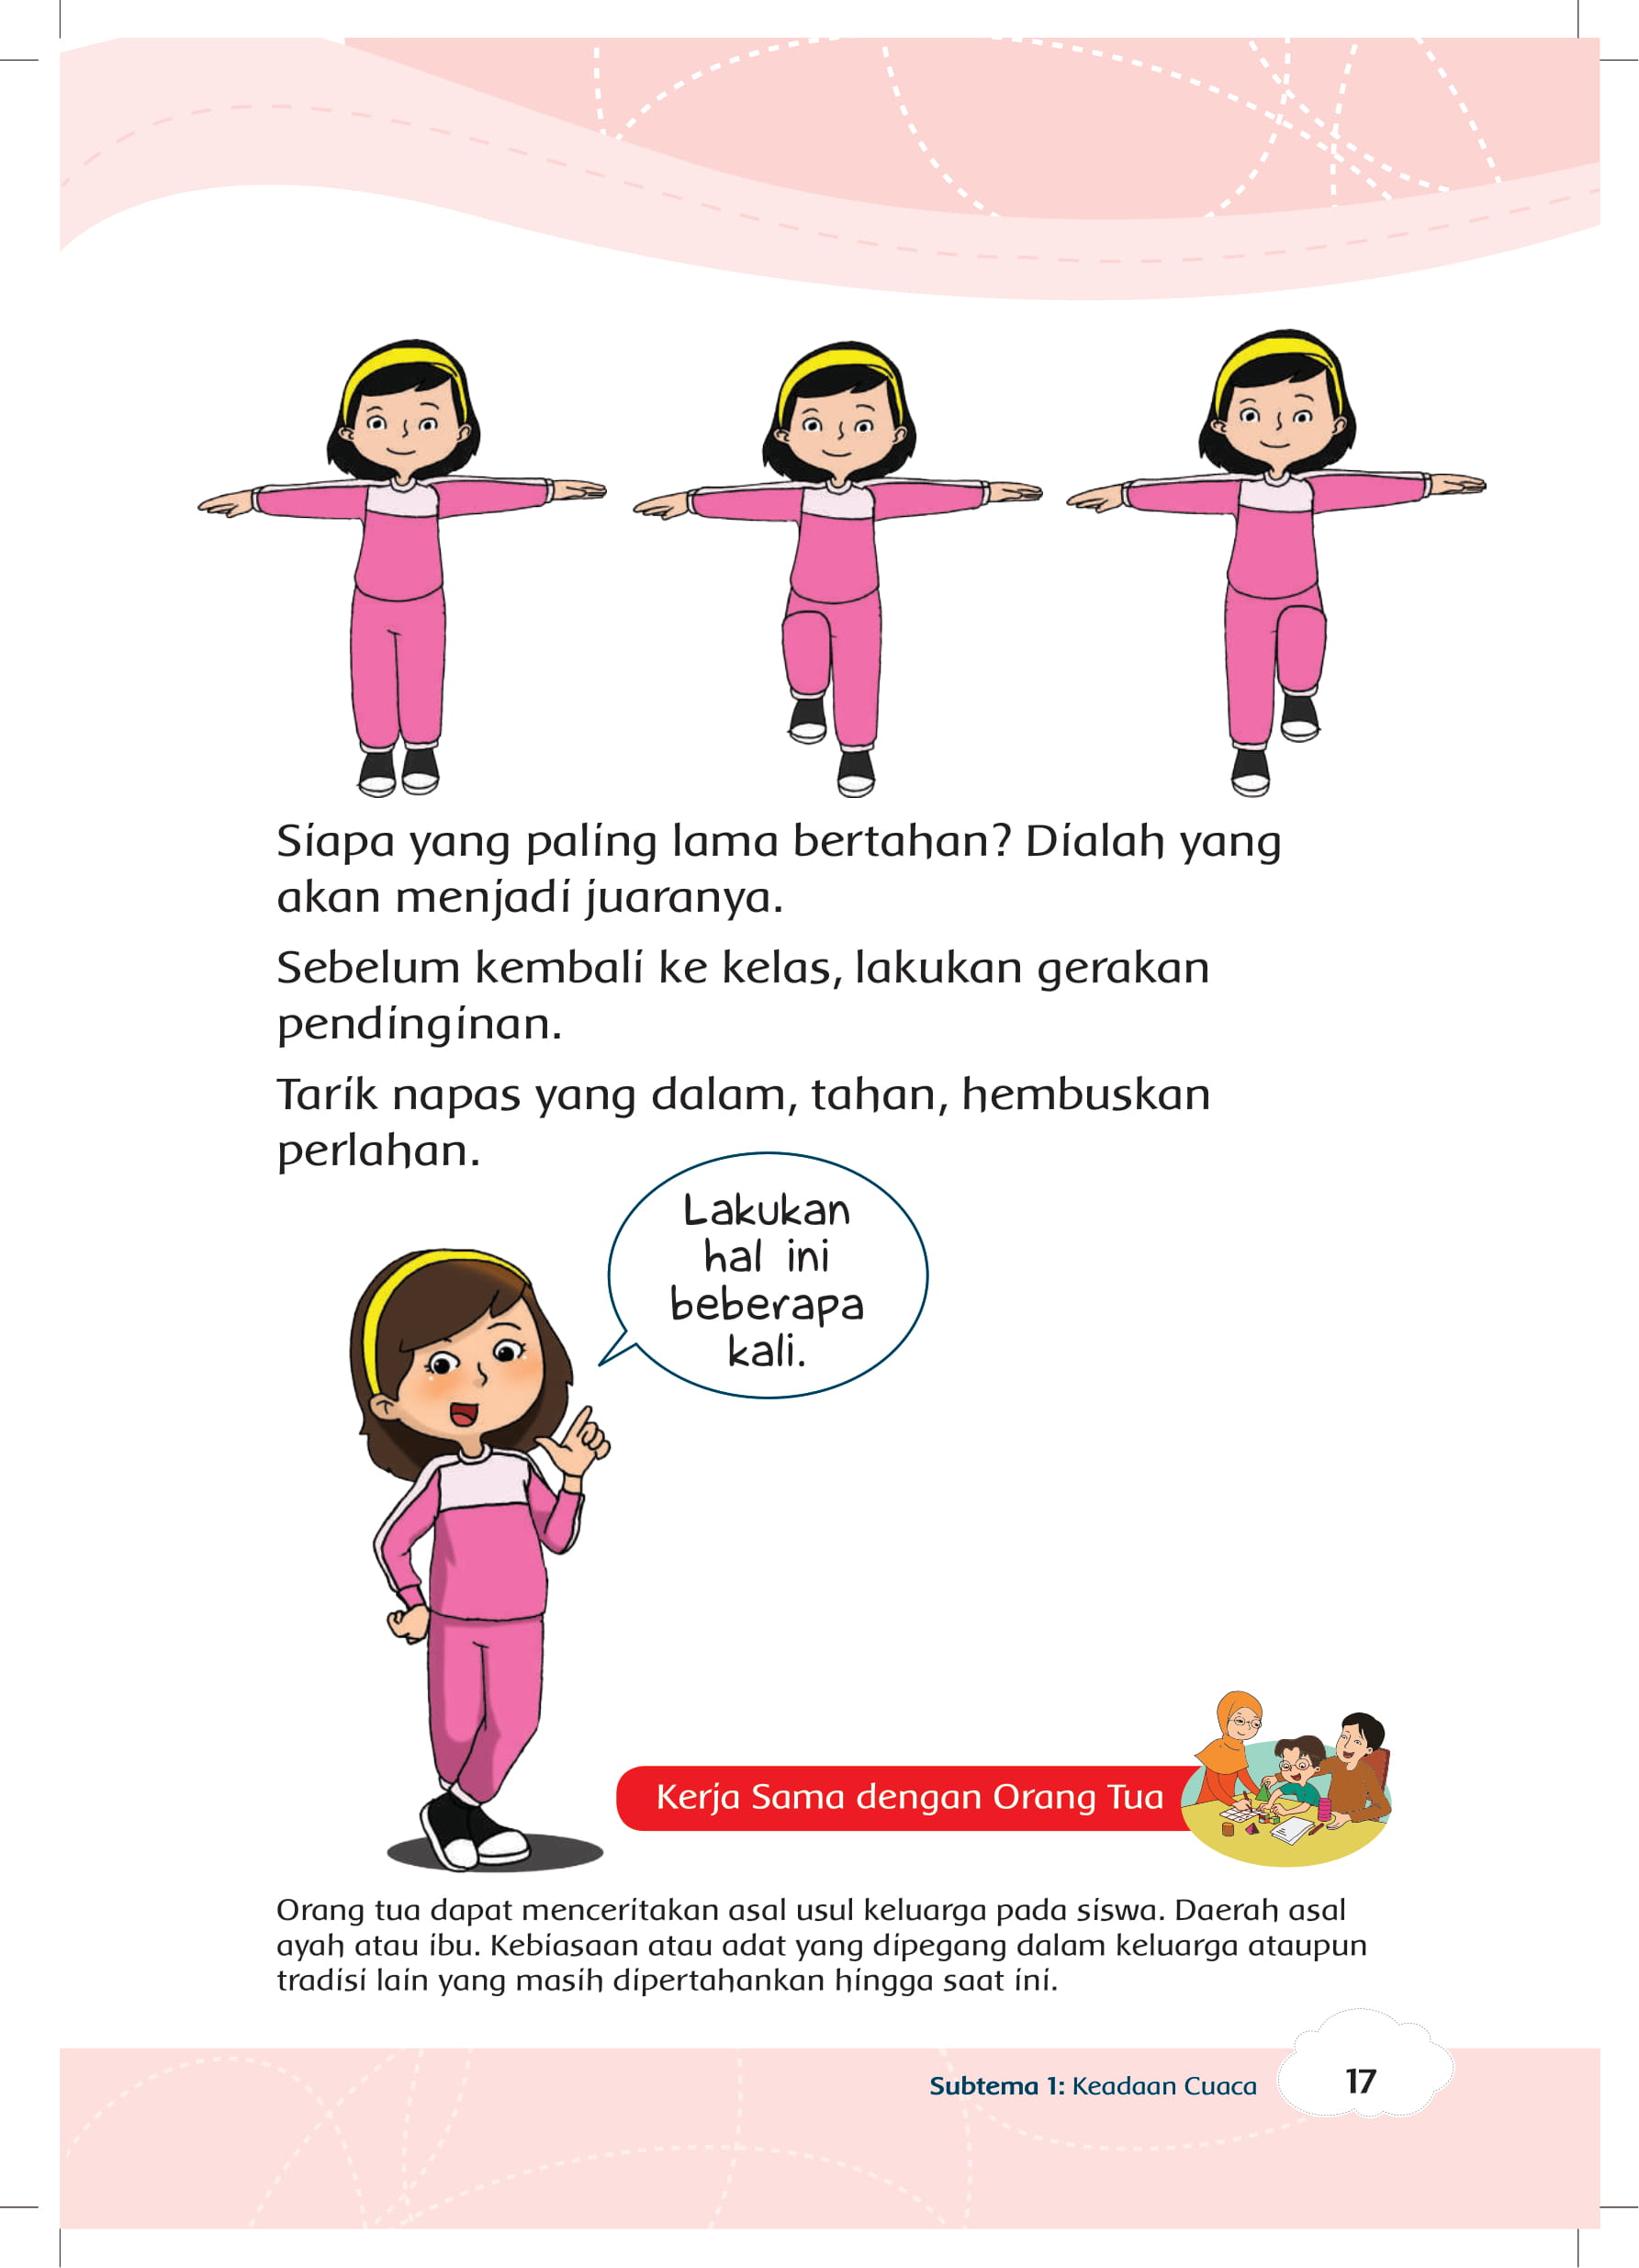 Siapa yang paling lama bertahan? Dialah yang
akan menjadi juaranya.
Sebelum kembali ke kelas, lakukan gerakan
pendinginan.
Tarik napas yang dalam, tahan, hembuskan
perlahan.
Lakukan
hal ini
beberapa
kali.
Kerja Sama dengan Orang Tua
Orang tua dapat menceritakan asal usul keluarga pada siswa. Daerah asal
ayah atau ibu. Kebiasaan atau adat yang dipegang dalam keluarga ataupun
tradisi lain yang masih dipertahankan hingga saat ini.
Subtema 1: Keadaan Cuaca
17